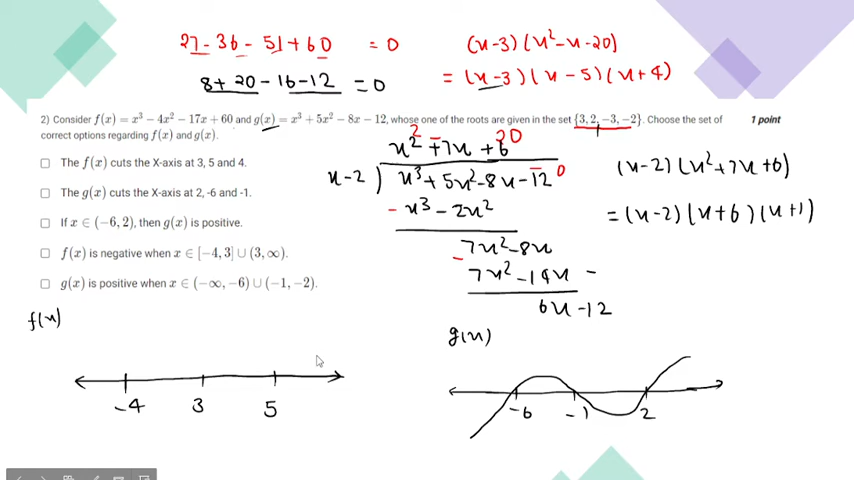 27 - 36 - 51 + 60 = 0
(x-3)(x²-x-20)
8 + 20 - 16 - 12 = 0
= (x-3)(x-5)(x+4)
2) Consider f(x) = x³ − 4x² − 17x + 60 and g(x) = x³ + 5x² − 8x − 12, whose one of the roots are given in the set {3, 2, −3, −2}. Choose the set of 1 point
correct options regarding f(x) and g(x).
The f(x) cuts the X-axis at 3, 5 and 4.
The g(x) cuts the X-axis at 2, -6 and -1.
If x ∈ (−6, 2), then g(x) is positive.
f(x) is negative when x ∈ [−4, 3] ∪ (3, ∞).
g(x) is positive when x ∈ (−∞, −6) ∪ (−1, −2).
x² + 7x + 6
x-2 ) x³ + 5x² - 8x - 12
- x³ - 2x²
7x² - 8x
- 7x² - 14x
6x - 12
(x-2)(x²+7x+6)
= (x-2)(x+6)(x+1)
f(x)
-4 3 5
g(x)
-6 -1 2